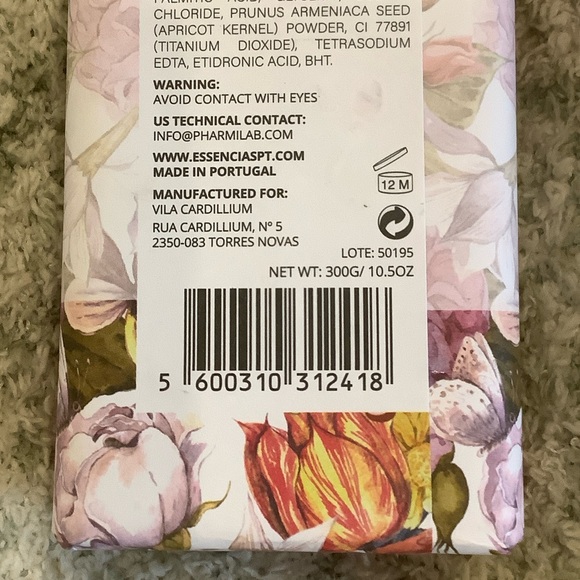 CHLORIDE, PRUNUS ARMENIACA SEED
(APRICOT KERNEL) POWDER, CI 77891
(TITANIUM DIOXIDE), TETRASODIUM
EDTA, ETIDRONIC ACID, BHT.
WARNING:
AVOID CONTACT WITH EYES
US TECHNICAL CONTACT:
INFO@PHARMILAB.COM
WWW.ESSENCIASPT.COM
MADE IN PORTUGAL
12 M
MANUFACTURED FOR:
VILA CARDILLIUM
RUA CARDILLIUM, Nº 5
2350-083 TORRES NOVAS
LOTE: 50195
NET WT: 300G/ 10.5OZ
5 600310 312418